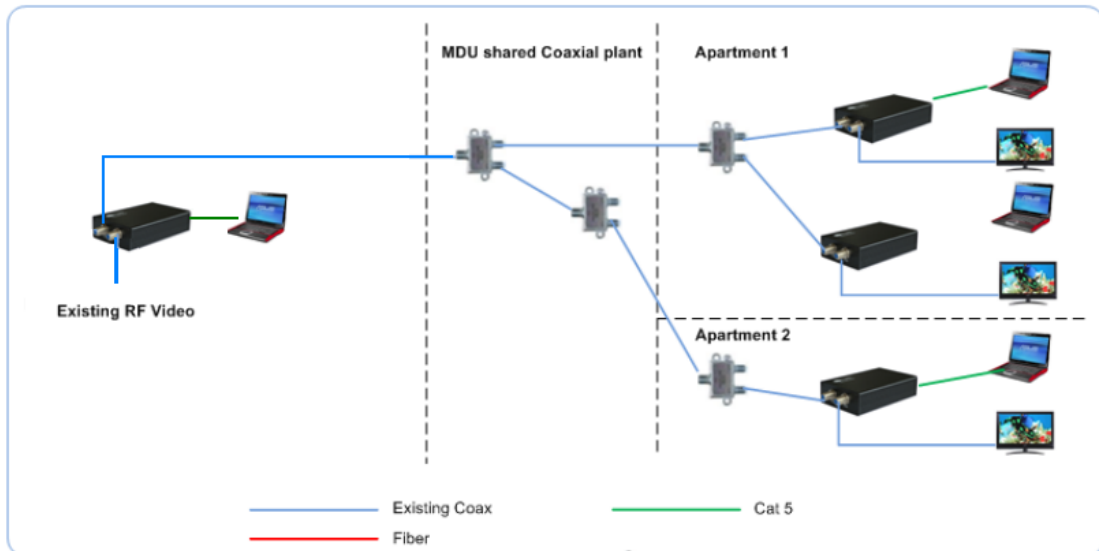 MDU shared Coaxial plant
Apartment 1
Existing RF Video
Apartment 2
Existing Coax
Cat 5
Fiber